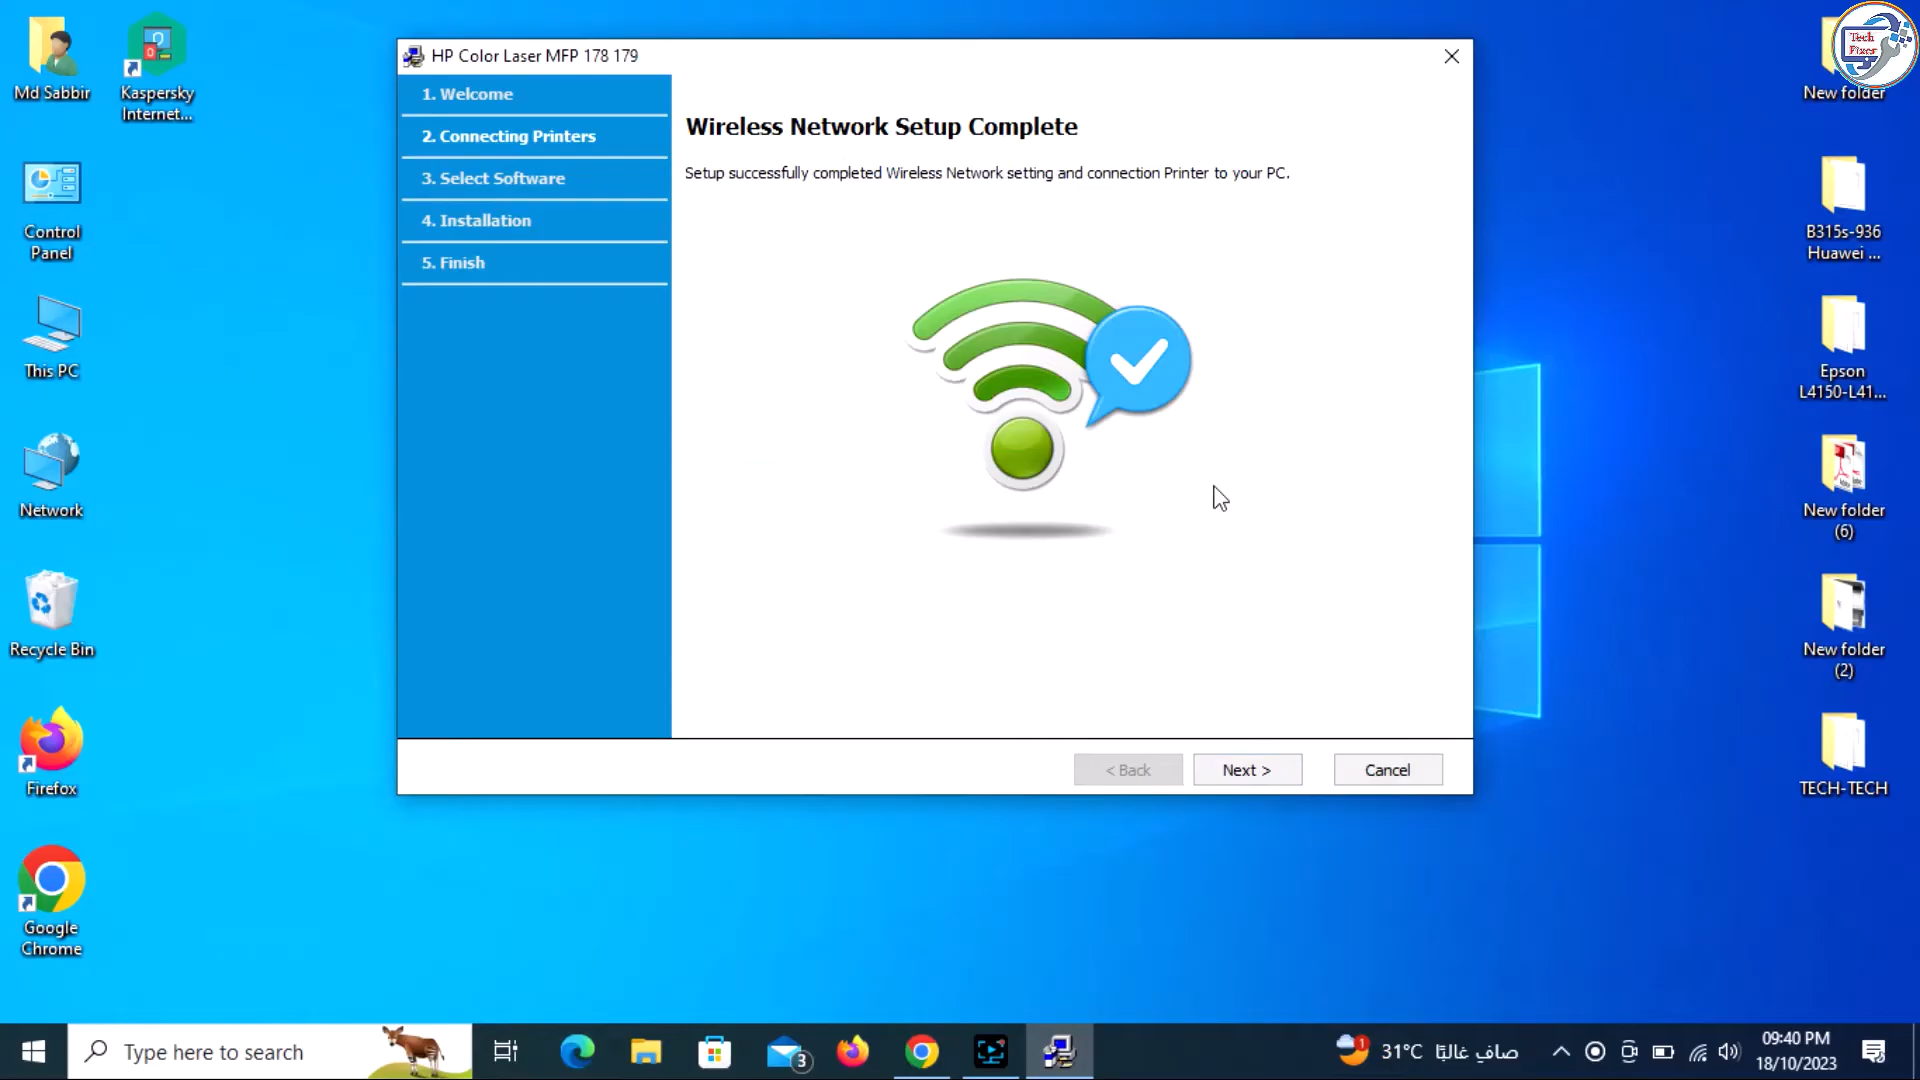 Md Sabbir
Kaspersky
Internet...
Control
Panel
This PC
Network
Recycle Bin
Firefox
Google
Chrome
HP Color Laser MFP 178 179
1. Welcome
2. Connecting Printers
3. Select Software
4. Installation
5. Finish
Wireless Network Setup Complete
Setup successfully completed Wireless Network setting and connection Printer to your PC.
< Back
Next >
Cancel
Tech
Fixer
New folder
B315s-936
Huawei ...
Epson
L4150-L41...
New folder
(6)
New folder
(2)
TECH-TECH
Type here to search
3
1
31°C صافٍ غالبًا
09:40 PM
18/10/2023